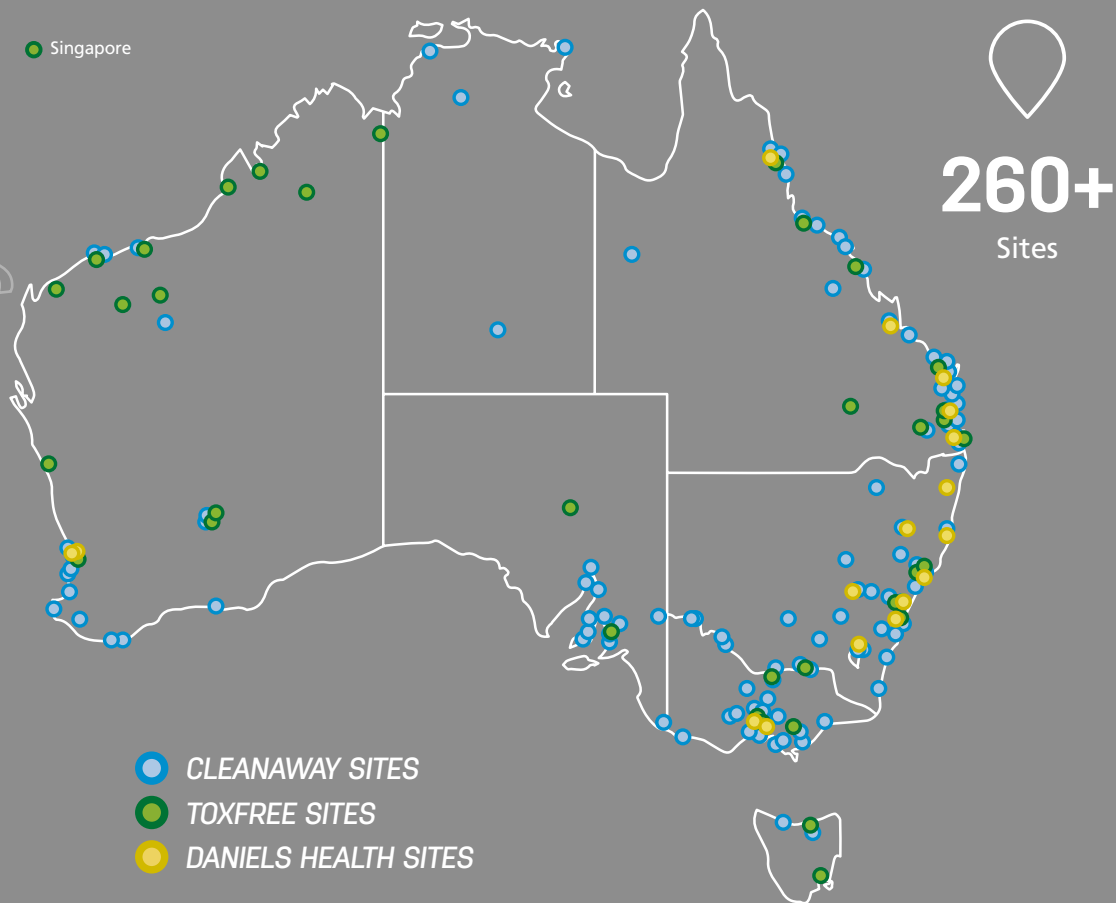 Singapore
260+
Sites
CLEANAWAY SITES
TOXFREE SITES
DANIELS HEALTH SITES